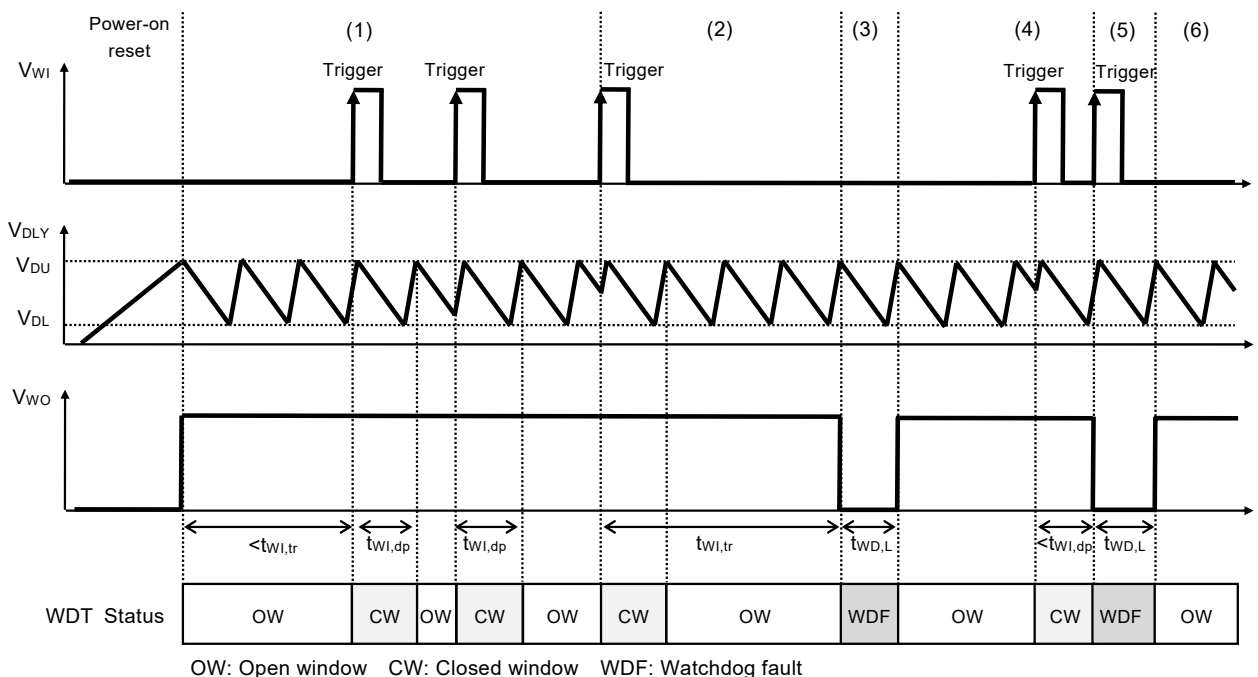 Power-on
reset
(1)
(2)
(3)
(4)
(5)
(6)
VWI
Trigger
Trigger
Trigger
Trigger
Trigger
VDLY
VDU
VDL
VWO
<tWI,tr
tWI,dp
tWI,dp
tWI,tr
tWD,L
<tWI,dp
tWD,L
WDT Status
OW
CW
OW
CW
OW
CW
OW
WDF
OW
CW
WDF
OW
OW: Open window CW: Closed window WDF: Watchdog fault